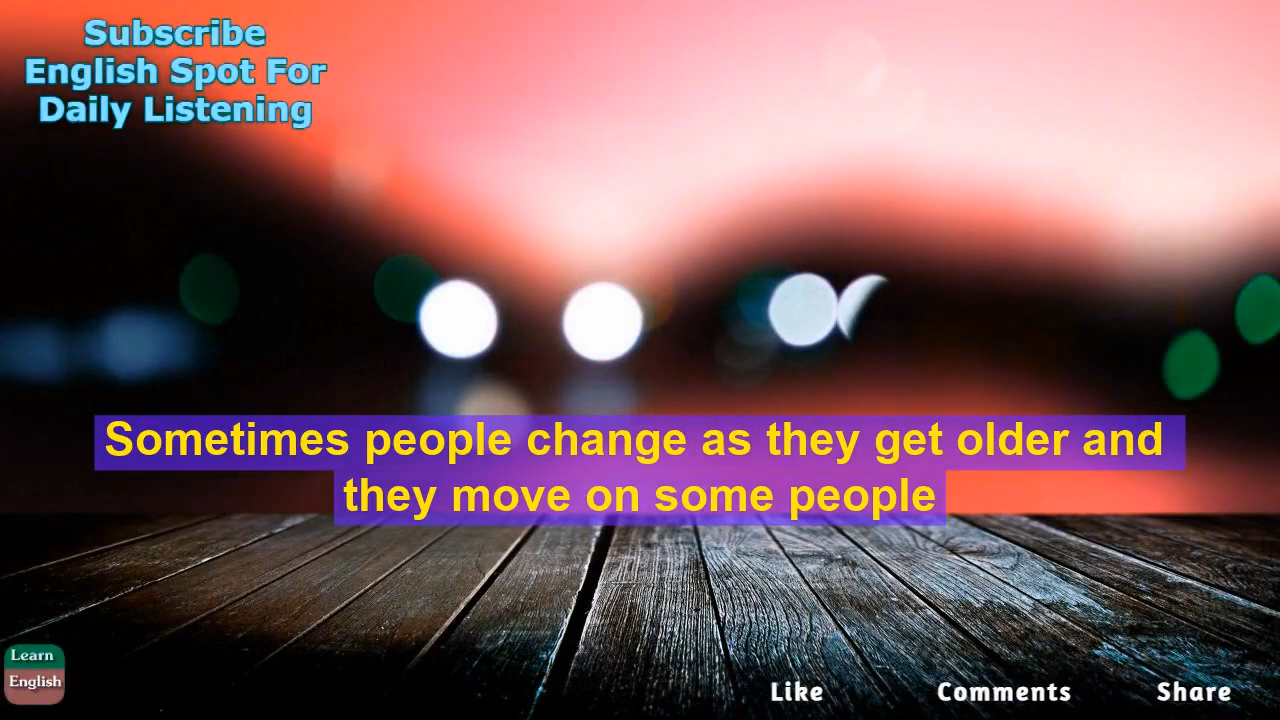 Subscribe
English Spot For
Daily Listening
Sometimes people change as they get older and
they move on some people
Learn
English
Like Comments Share